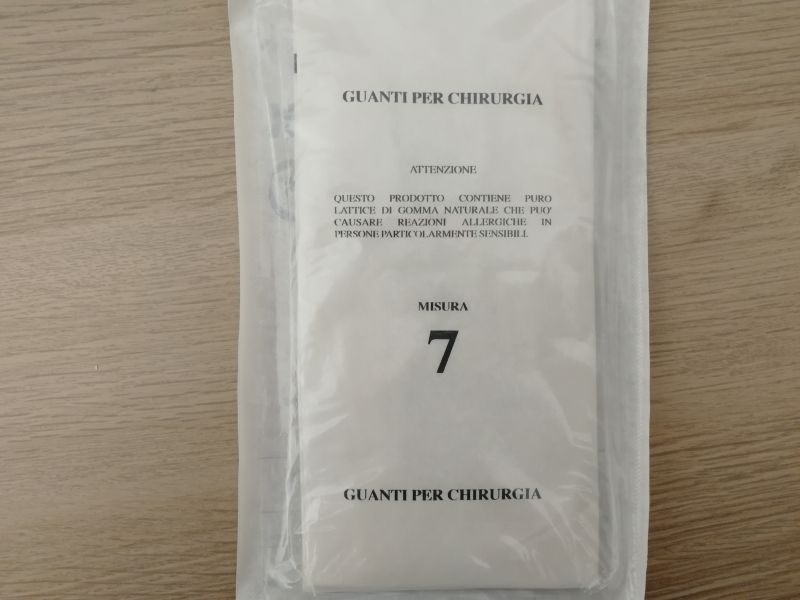 GUANTI PER CHIRURGIA
ATTENZIONE
QUESTO PRODOTTO CONTIENE PURO
LATTICE DI GOMMA NATURALE CHE PUO'
CAUSARE REAZIONI ALLERGICHE IN
PERSONE PARTICOLARMENTE SENSIBILI.
MISURA
7
GUANTI PER CHIRURGIA